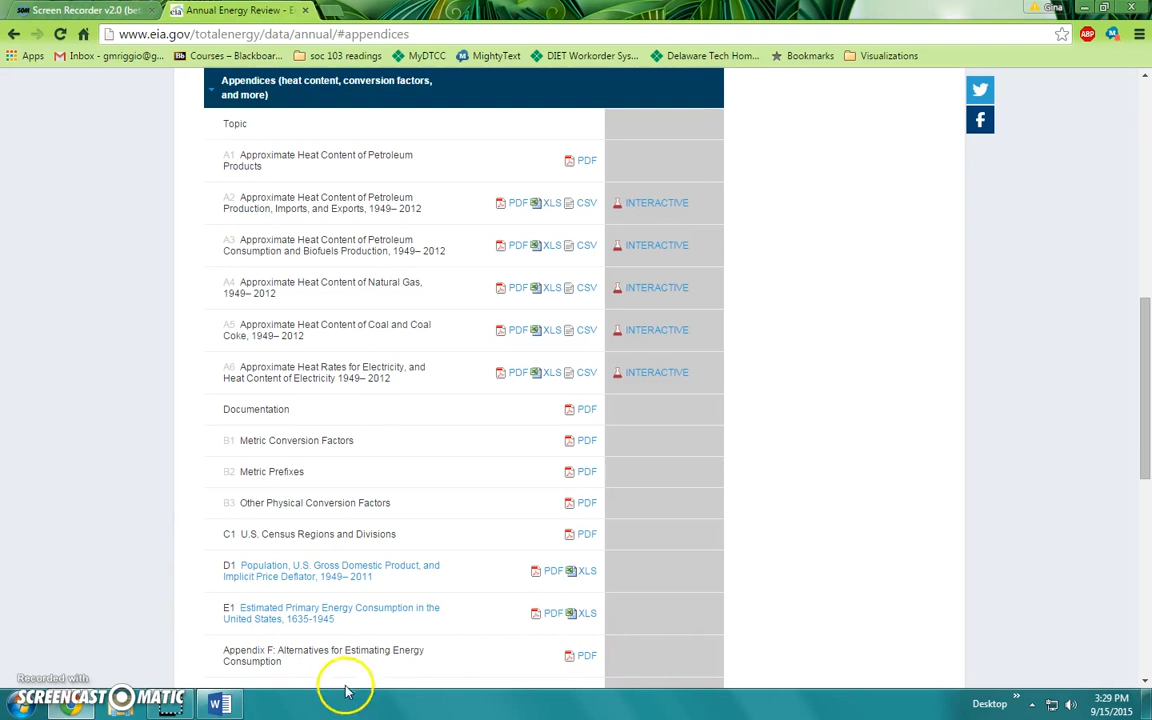 Screen Recorder v2.0 (bet
Annual Energy Review - E
Gina
www.eia.gov/totalenergy/data/annual/#appendices
ABP
Apps
Inbox - gmriggio@g...
Courses – Blackboar...
soc 103 readings
MyDTCC
MightyText
DIET Workorder Sy...
Delaware Tech Hom...
Bookmarks
Visualizations
Appendices (heat content, conversion factors,
and more)
Topic
A1 Approximate Heat Content of Petroleum
Products
PDF
A2 Approximate Heat Content of Petroleum
Production, Imports, and Exports, 1949– 2012
PDF XLS CSV INTERACTIVE
A3 Approximate Heat Content of Petroleum
Consumption and Biofuels Production, 1949– 2012
PDF XLS CSV INTERACTIVE
A4 Approximate Heat Content of Natural Gas,
1949– 2012
PDF XLS CSV INTERACTIVE
A5 Approximate Heat Content of Coal and Coal
Coke, 1949– 2012
PDF XLS CSV INTERACTIVE
A6 Approximate Heat Rates for Electricity, and
Heat Content of Electricity 1949– 2012
PDF XLS CSV INTERACTIVE
Documentation PDF
B1 Metric Conversion Factors PDF
B2 Metric Prefixes PDF
B3 Other Physical Conversion Factors PDF
C1 U.S. Census Regions and Divisions PDF
D1 Population, U.S. Gross Domestic Product, and
Implicit Price Deflator, 1949– 2011
PDF XLS
E1 Estimated Primary Energy Consumption in the
United States, 1635-1945
PDF XLS
Appendix F: Alternatives for Estimating Energy
Consumption
PDF
Recorded with
SCREENCAST MATIC
Desktop
3:29 PM
9/15/2015